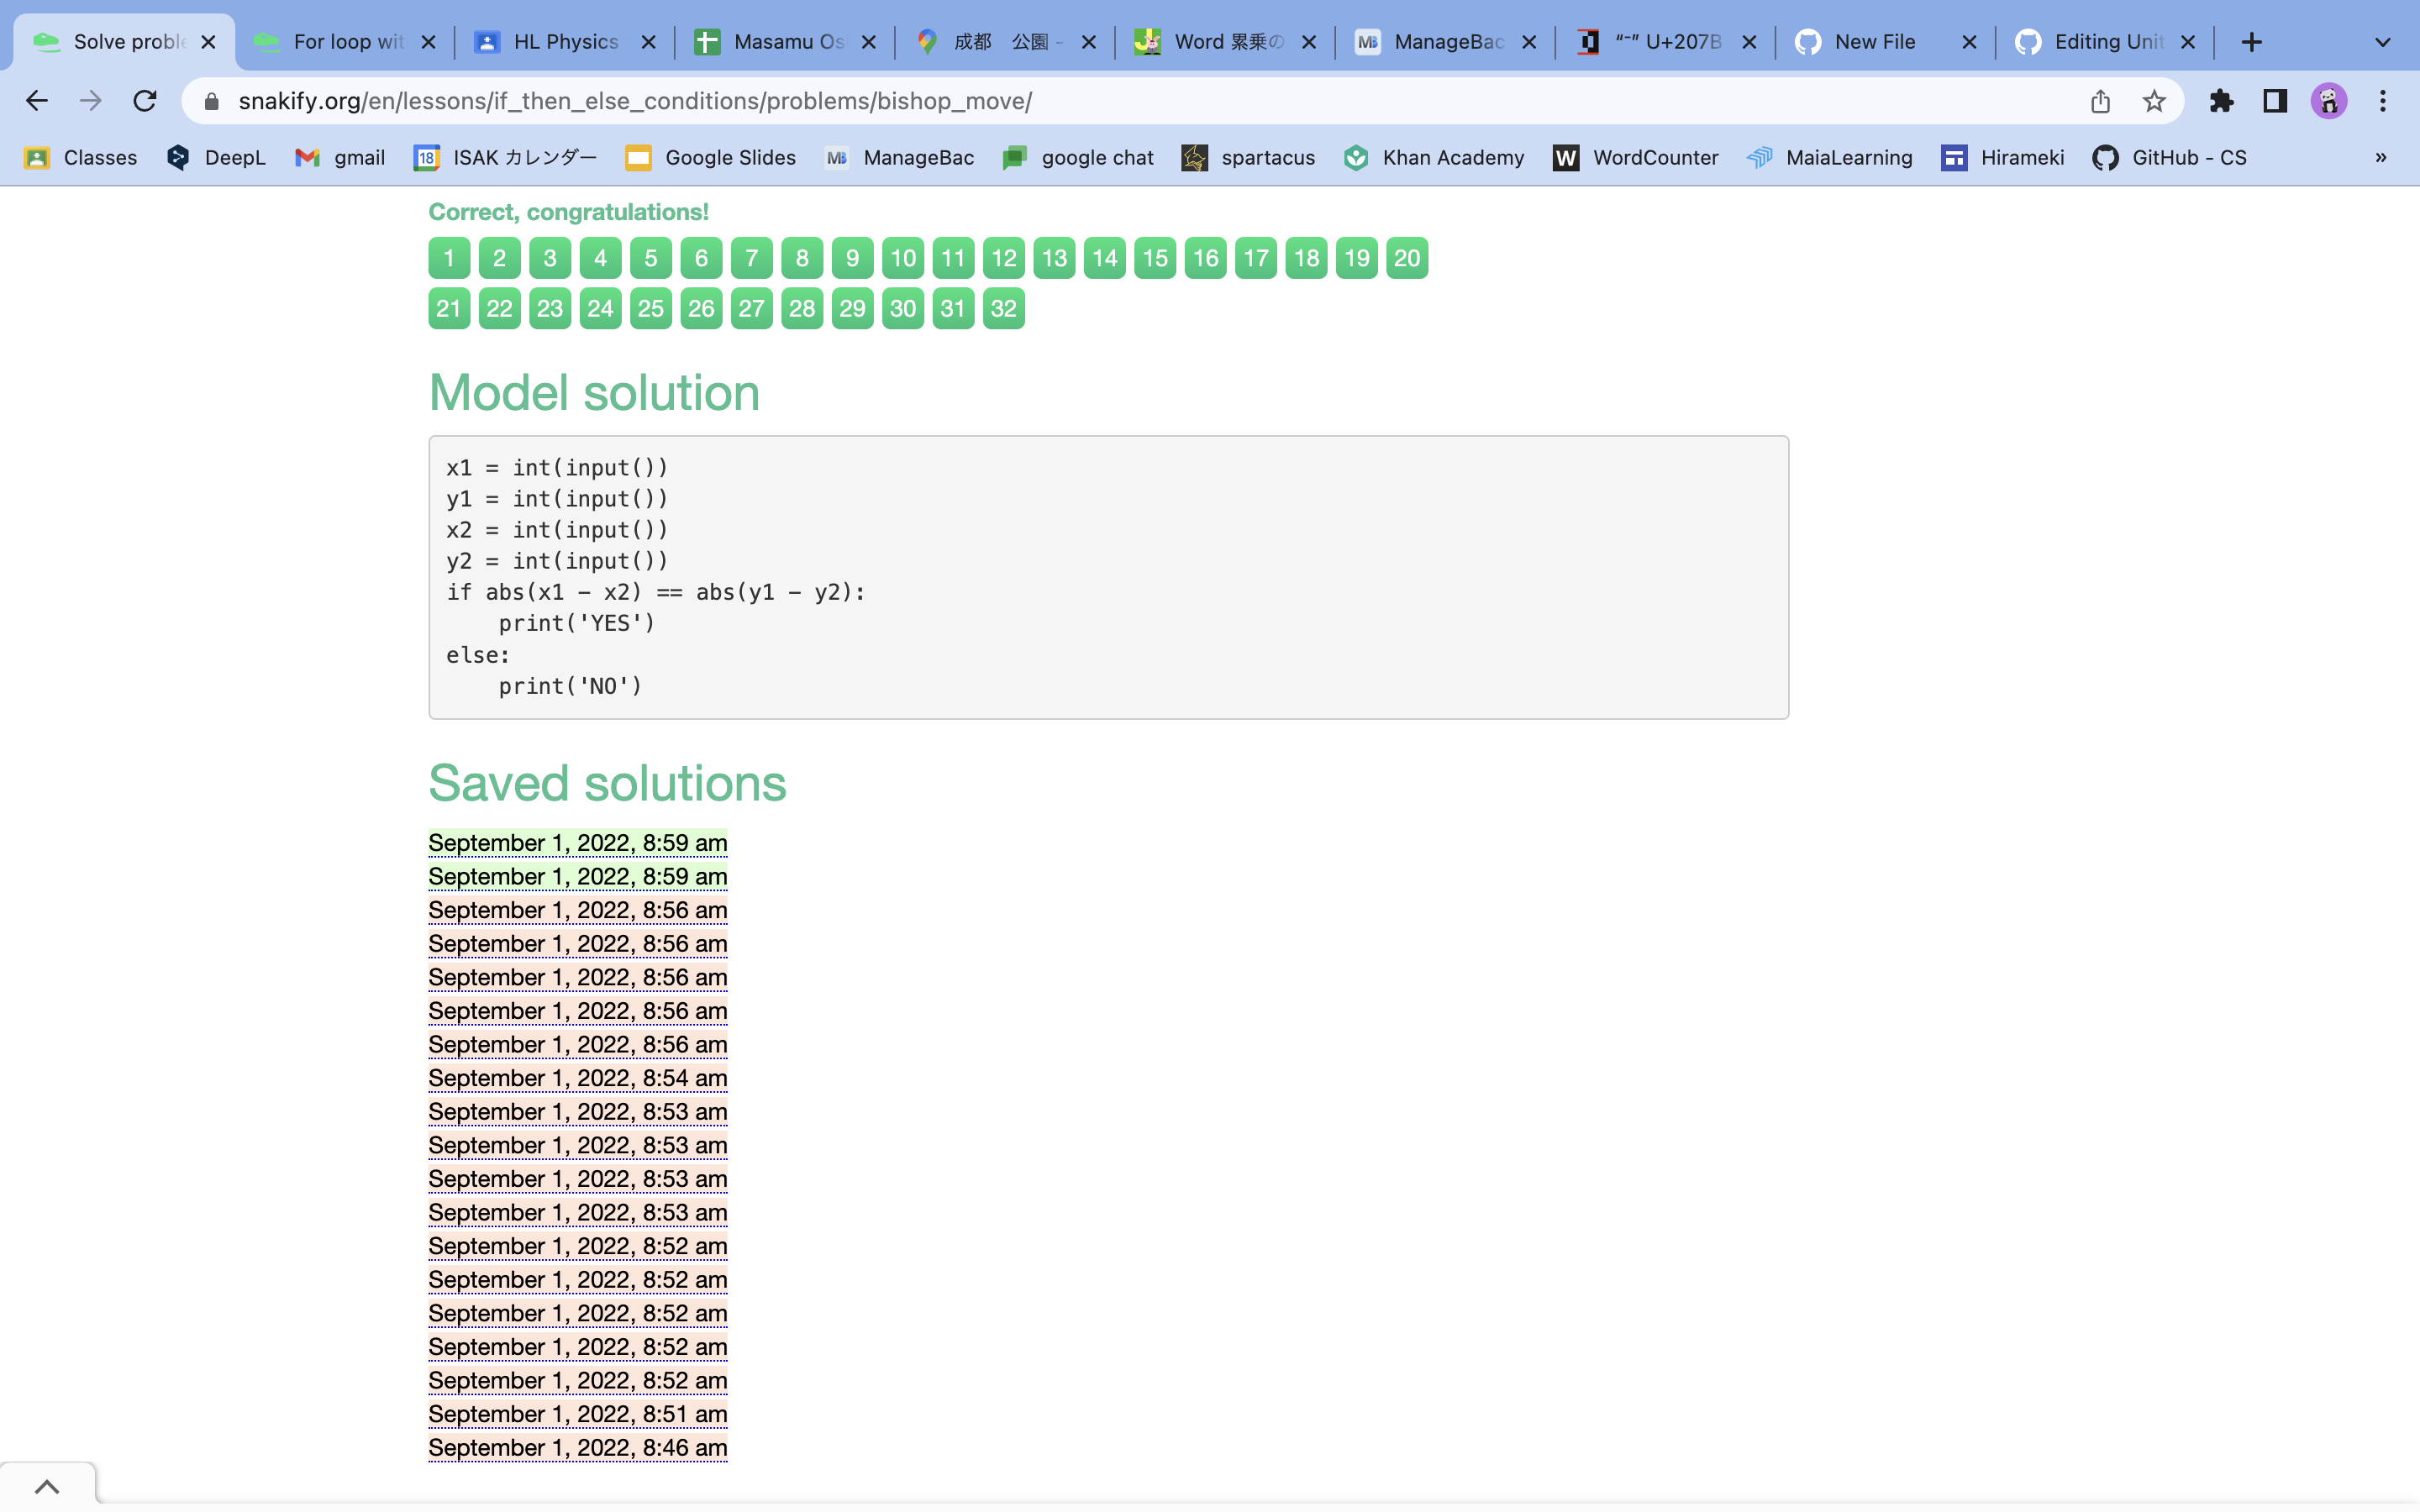 Solve proble
For loop wit
HL Physics
Masamu Os
成都　公園 -
Word 累乗の
ManageBac
“⁻” U+207B
New File
Editing Unit
snakify.org/en/lessons/if_then_else_conditions/problems/bishop_move/
Classes
DeepL
gmail
18
ISAK カレンダー
Google Slides
MB
ManageBac
google chat
spartacus
Khan Academy
W
WordCounter
MaiaLearning
Hirameki
GitHub - CS
»
Correct, congratulations!
1 2 3 4 5 6 7 8 9 10 11 12 13 14 15 16 17 18 19 20
21 22 23 24 25 26 27 28 29 30 31 32
Model solution
x1 = int(input())
y1 = int(input())
x2 = int(input())
y2 = int(input())
if abs(x1 - x2) == abs(y1 - y2):
    print('YES')
else:
    print('NO')
Saved solutions
September 1, 2022, 8:59 am
September 1, 2022, 8:59 am
September 1, 2022, 8:56 am
September 1, 2022, 8:56 am
September 1, 2022, 8:56 am
September 1, 2022, 8:56 am
September 1, 2022, 8:56 am
September 1, 2022, 8:54 am
September 1, 2022, 8:53 am
September 1, 2022, 8:53 am
September 1, 2022, 8:53 am
September 1, 2022, 8:53 am
September 1, 2022, 8:52 am
September 1, 2022, 8:52 am
September 1, 2022, 8:52 am
September 1, 2022, 8:52 am
September 1, 2022, 8:52 am
September 1, 2022, 8:51 am
September 1, 2022, 8:46 am